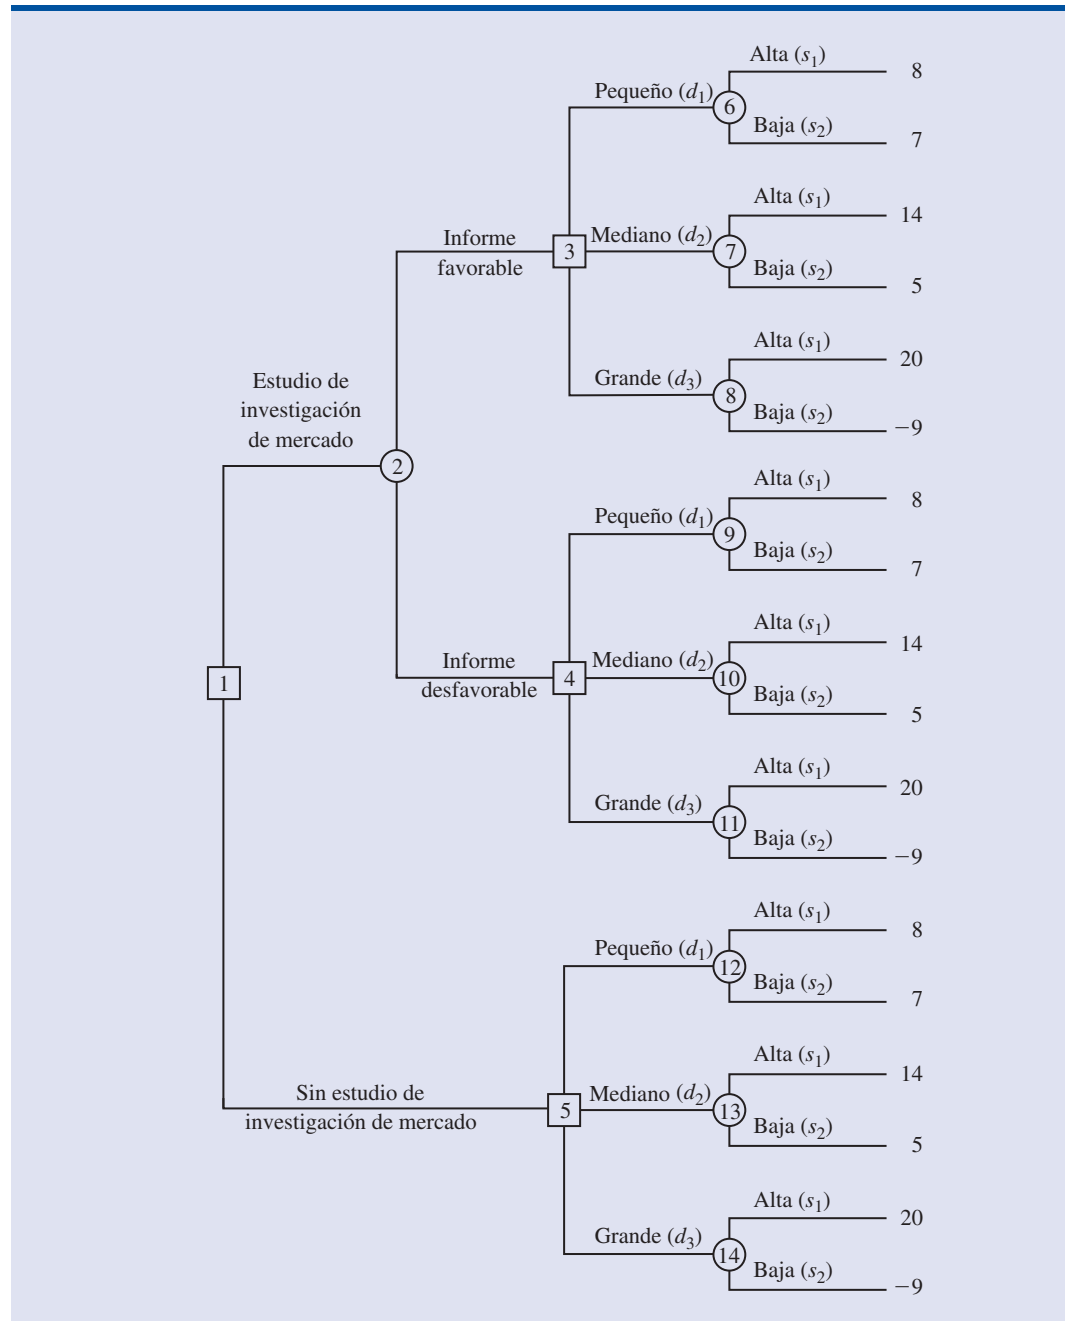 Alta (s1)
8
Pequeño (d1)
6
Baja (s2)
7
Alta (s1)
14
Informe
favorable
3
Mediano (d2)
7
Baja (s2)
5
Alta (s1)
20
Grande (d3)
8
Baja (s2)
−9
Estudio de
investigación
de mercado
2
Alta (s1)
8
Pequeño (d1)
9
Baja (s2)
7
Alta (s1)
14
Informe
desfavorable
4
Mediano (d2)
10
Baja (s2)
5
1
Alta (s1)
20
Grande (d3)
11
Baja (s2)
−9
Alta (s1)
8
Pequeño (d1)
12
Baja (s2)
7
Alta (s1)
14
Sin estudio de
investigación de mercado
5
Mediano (d2)
13
Baja (s2)
5
Alta (s1)
20
Grande (d3)
14
Baja (s2)
−9